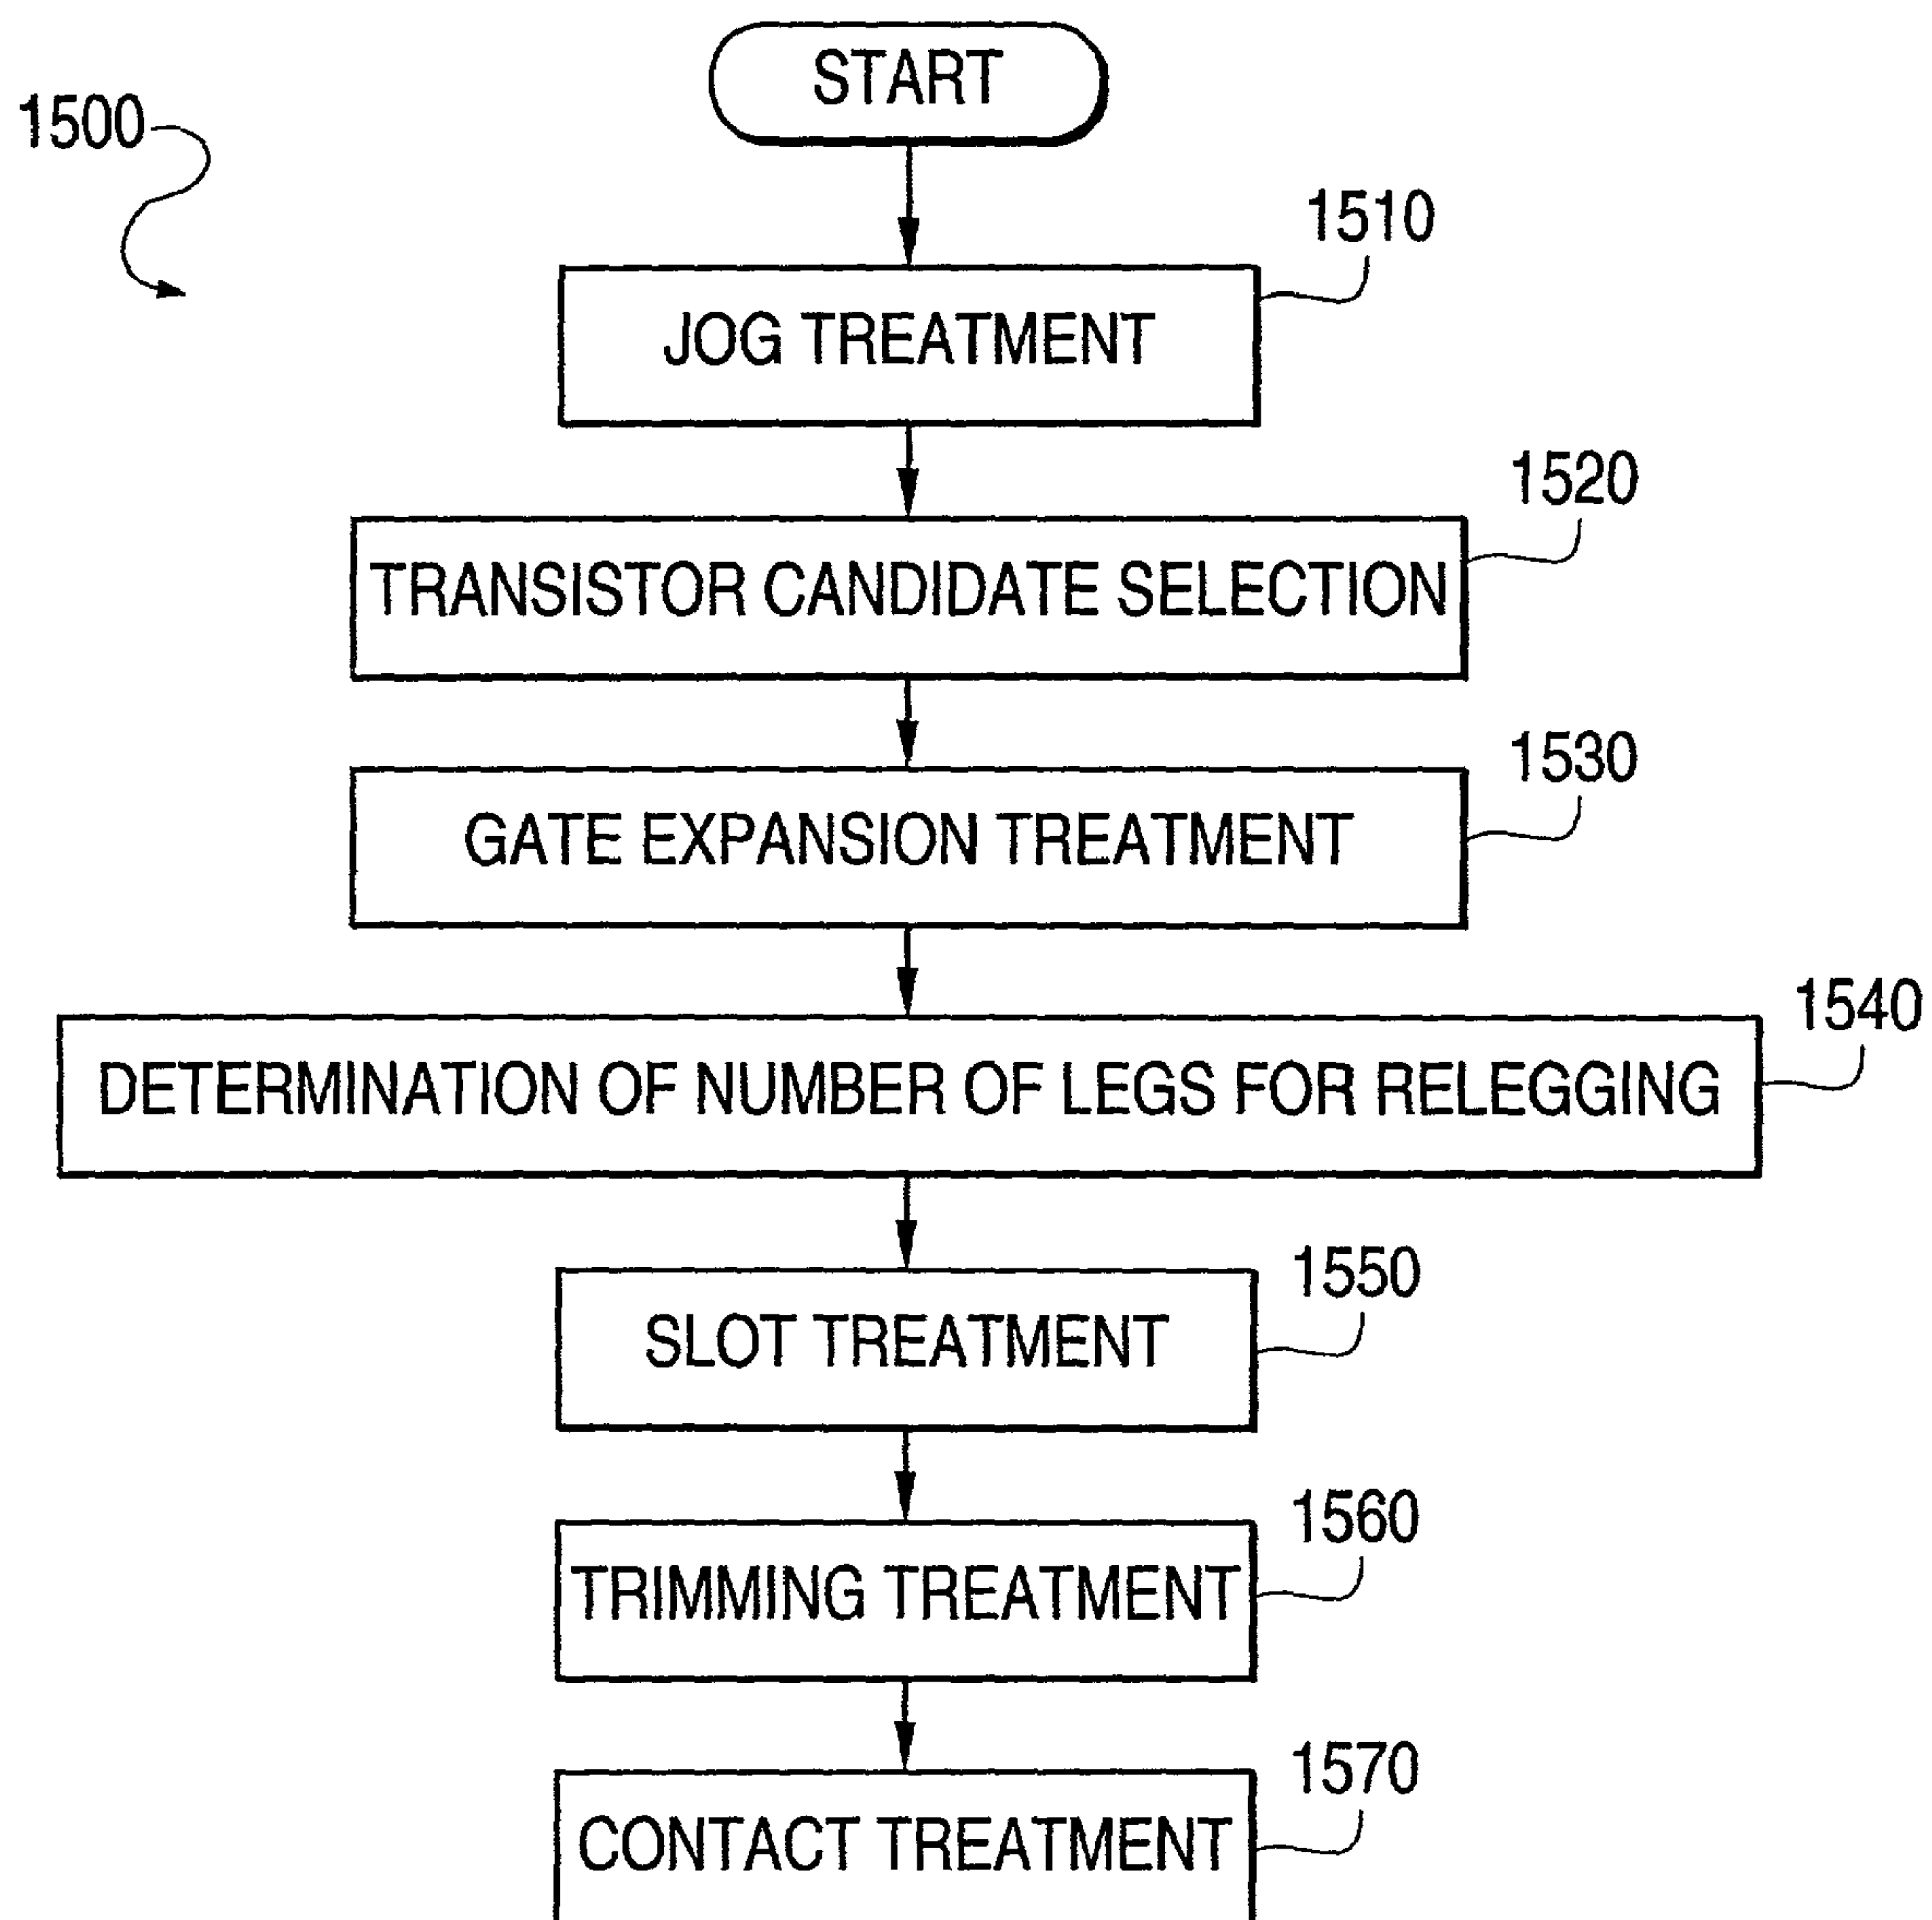 START
1500
1510
JOG TREATMENT
1520
TRANSISTOR CANDIDATE SELECTION
1530
GATE EXPANSION TREATMENT
1540
DETERMINATION OF NUMBER OF LEGS FOR RELEGGING
1550
SLOT TREATMENT
1560
TRIMMING TREATMENT
1570
CONTACT TREATMENT